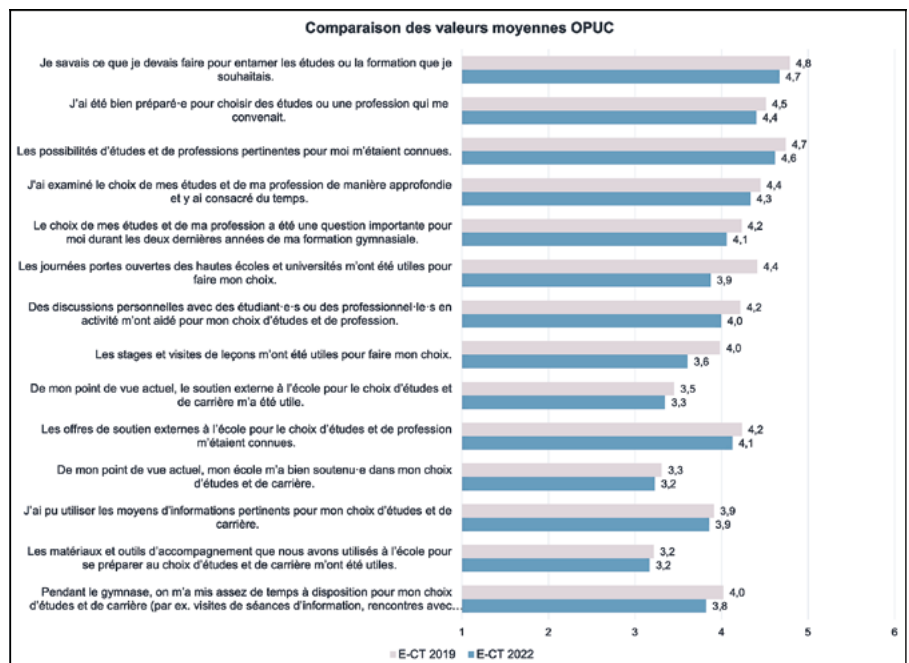 Comparaison des valeurs moyennes OPUC
Je savais ce que je devais faire pour entamer les études ou la formation que je
souhaitais.
4,8
4,7
J'ai été bien préparé·e pour choisir des études ou une profession qui me
convenait.
4,5
4,4
Les possibilités d'études et de professions pertinentes pour moi m'étaient connues.
4,7
4,6
J'ai examiné le choix de mes études et de ma profession de manière approfondie
et y ai consacré du temps.
4,4
4,3
Le choix de mes études et de ma profession a été une question importante pour
moi durant les deux dernières années de ma formation gymnasiale.
4,2
4,1
Les journées portes ouvertes des hautes écoles et universités m'ont été utiles pour
faire mon choix.
4,4
3,9
Des discussions personnelles avec des étudiant·e·s ou des professionnel·le·s en
activité m'ont aidé pour mon choix d'études et de profession.
4,2
4,0
Les stages et visites de leçons m'ont été utiles pour faire mon choix.
4,0
3,6
De mon point de vue actuel, le soutien externe à l'école pour le choix d'études et
de carrière m'a été utile.
3,5
3,3
Les offres de soutien externes à l'école pour le choix d'études et de profession
m'étaient connues.
4,2
4,1
De mon point de vue actuel, mon école m'a bien soutenu·e dans mon choix
d'études et de carrière.
3,3
3,2
J'ai pu utiliser les moyens d'informations pertinents pour mon choix d'études et de
carrière.
3,9
3,9
Les matériaux et outils d'accompagnement que nous avons utilisés à l'école pour
se préparer au choix d'études et de carrière m'ont été utiles.
3,2
3,2
Pendant le gymnase, on m'a mis assez de temps à disposition pour mon choix
d'études et de carrière (par ex. visites de séances d'information, rencontres avec...
4,0
3,8
1 2 3 4 5 6
E-CT 2019 E-CT 2022